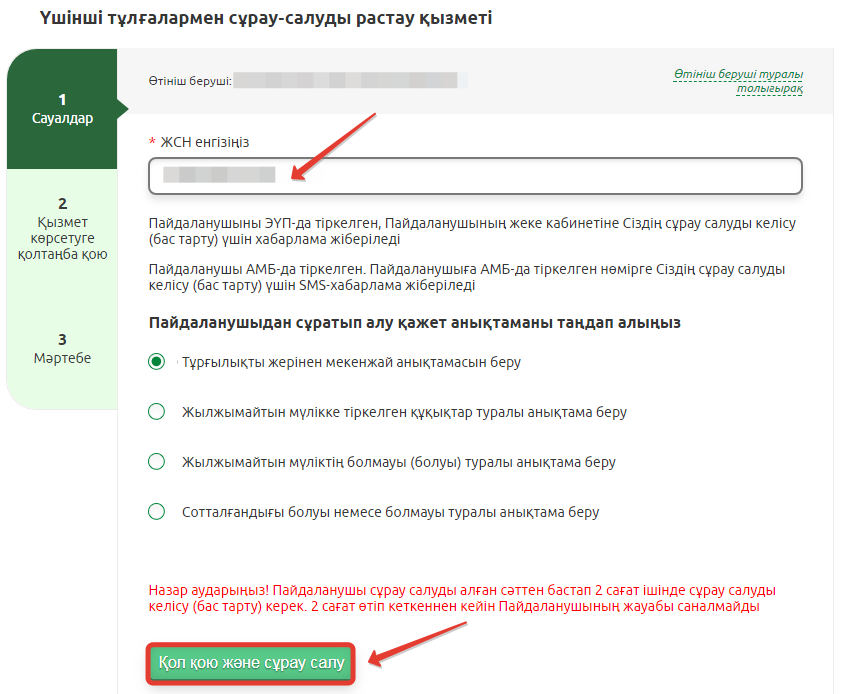 Үшінші тұлғалармен сұрау-салуды растау қызметі
1
Сауалдар
2
Қызмет
көрсетуге
қолтаңба қою
3
Мәртебе
Өтініш беруші:
Өтініш беруші туралы
толығырақ
* ЖСН енгізіңіз
Пайдаланушыны ЭҮП-да тіркелген, Пайдаланушының жеке кабинетіне Сіздің сұрау салуды келісу
(бас тарту) үшін хабарлама жіберіледі
Пайдаланушы АМБ-да тіркелген. Пайдаланушыға АМБ-да тіркелген нөмірге Сіздің сұрау салуды
келісу (бас тарту) үшін SMS-хабарлама жіберіледі
Пайдаланушыдан сұратып алу қажет анықтаманы таңдап алыңыз
Тұрғылықты жерінен мекенжай анықтамасын беру
Жылжымайтын мүлікке тіркелген құқықтар туралы анықтама беру
Жылжымайтын мүліктің болмауы (болуы) туралы анықтама беру
Сотталғандығы болуы немесе болмауы туралы анықтама беру
Назар аударыңыз! Пайдаланушы сұрау салуды алған сәттен бастап 2 сағат ішінде сұрау салуды
келісу (бас тарту) керек. 2 сағат өтіп кеткеннен кейін Пайдаланушының жауабы саналмайды
Қол қою және сұрау салу